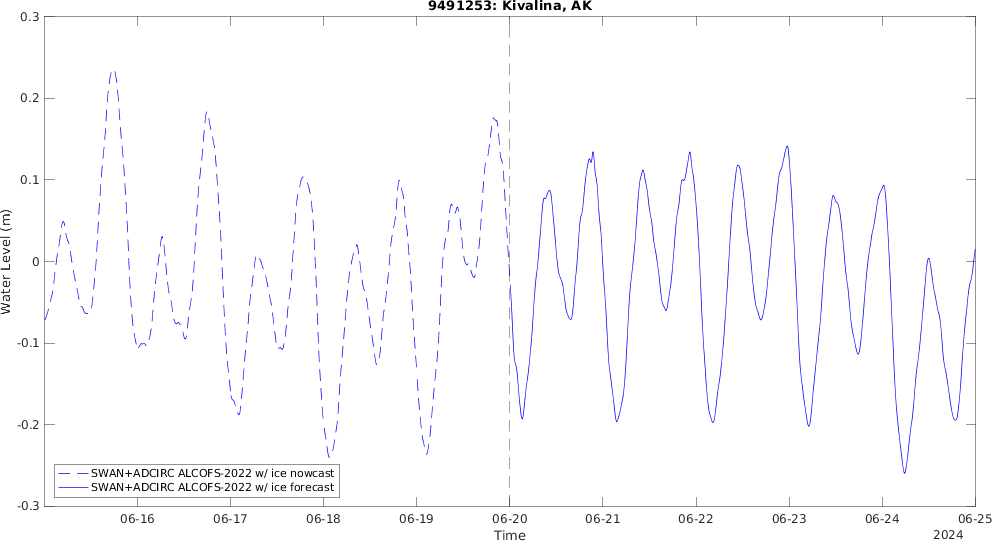 9491253: Kivalina, AK
0.3
0.2
0.1
0
-0.1
-0.2
-0.3
Water Level (m)
SWAN+ADCIRC ALCOFS-2022 w/ ice nowcast
SWAN+ADCIRC ALCOFS-2022 w/ ice forecast
06-16 06-17 06-18 06-19 06-20 06-21 06-22 06-23 06-24 06-25
Time
2024